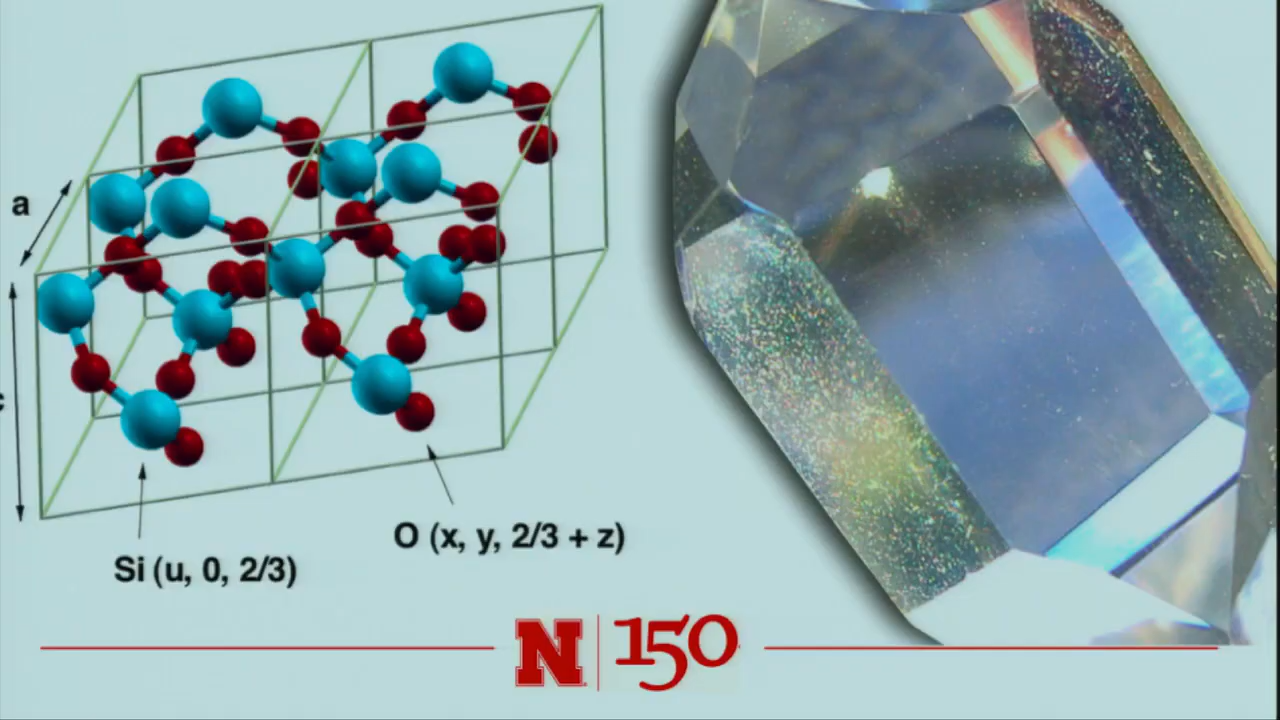 a
c
O (x, y, 2/3 + z)
Si (u, 0, 2/3)
N 150